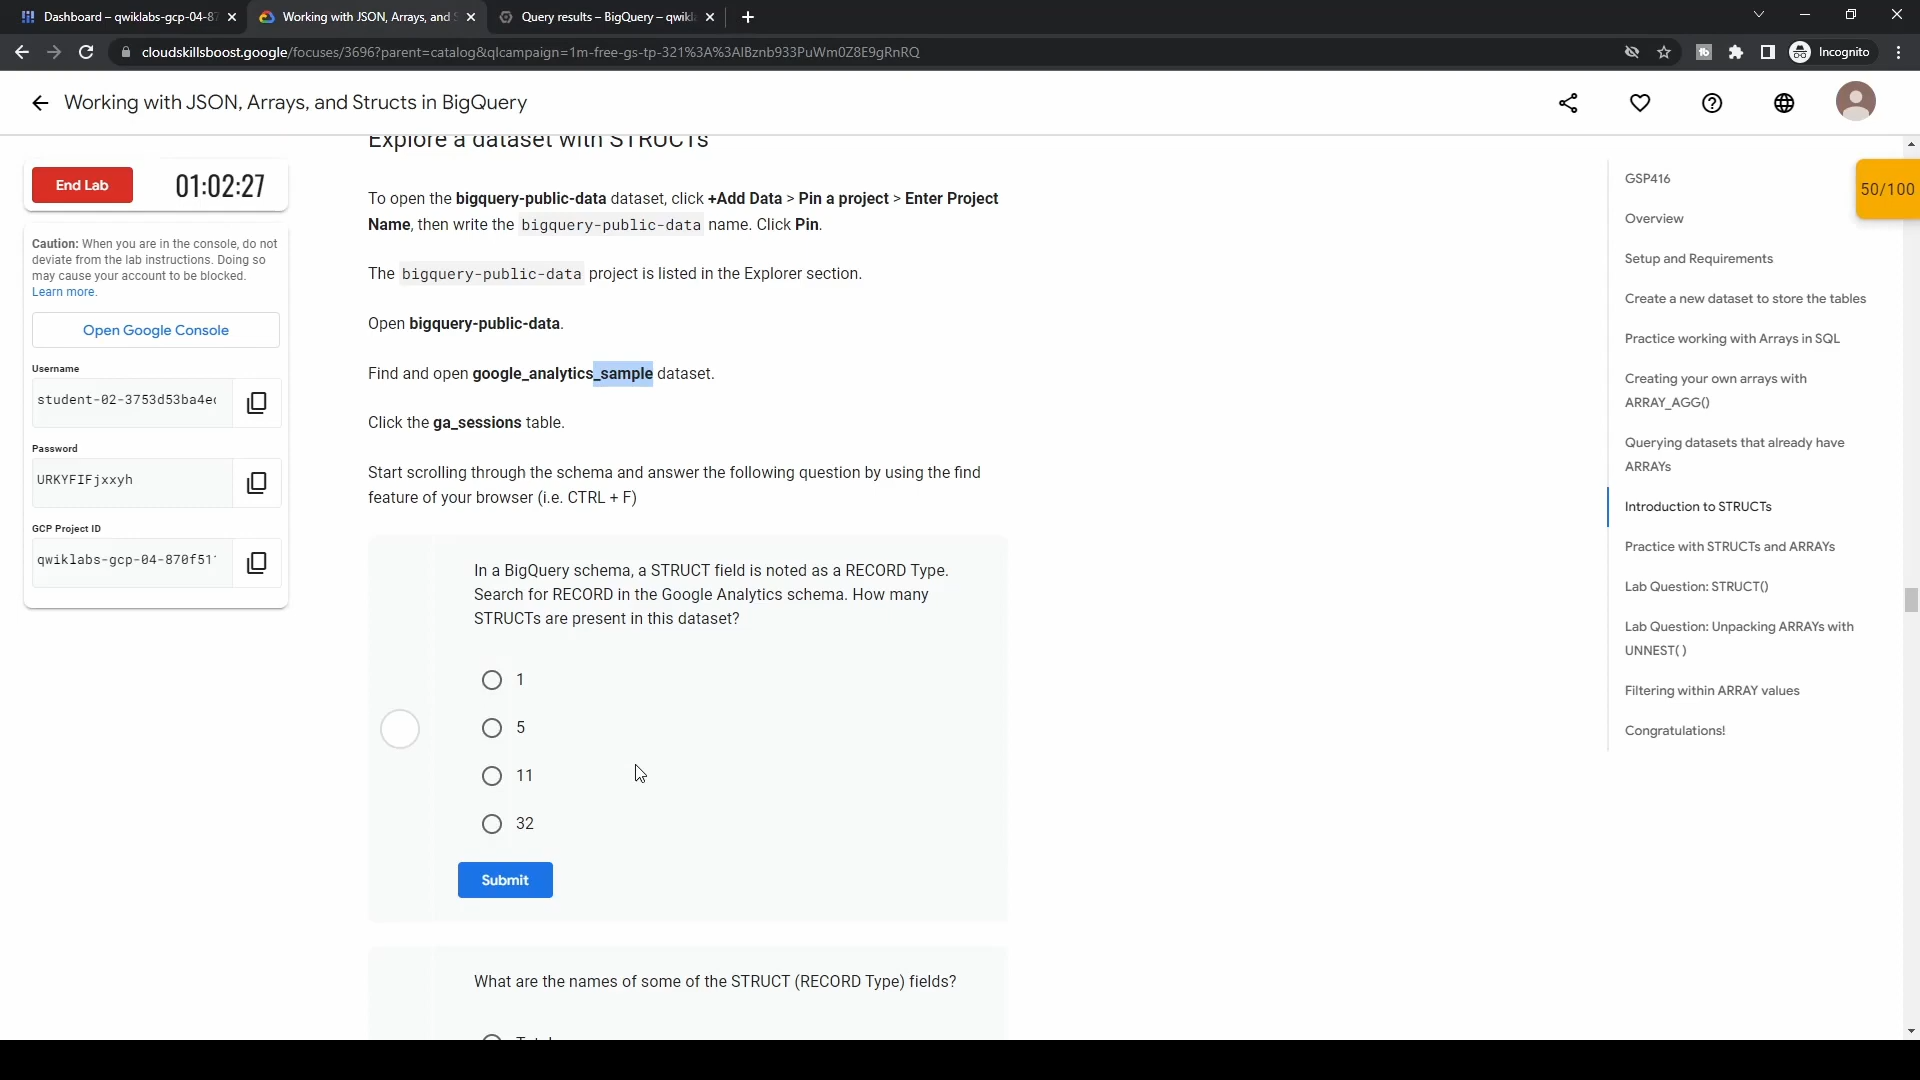 Dashboard – qwiklabs-gcp-04-87
Working with JSON, Arrays, and S
Query results – BigQuery – qwikl
cloudskillsboost.google/focuses/3696?parent=catalog&qlcampaign=1m-free-gs-tp-321%3A%3AIBznb933PuWm0Z8E9gRnRQ
Incognito
Working with JSON, Arrays, and Structs in BigQuery
End Lab
01:02:27
Caution: When you are in the console, do not
deviate from the lab instructions. Doing so
may cause your account to be blocked.
Learn more.
Open Google Console
Username
student-02-3753d53ba4ec
Password
URKYFIFjxxyh
GCP Project ID
qwiklabs-gcp-04-870f51
Explore a dataset with STRUCTs
To open the bigquery-public-data dataset, click +Add Data > Pin a project > Enter Project
Name, then write the bigquery-public-data name. Click Pin.
The bigquery-public-data project is listed in the Explorer section.
Open bigquery-public-data.
Find and open google_analytics_sample dataset.
Click the ga_sessions table.
Start scrolling through the schema and answer the following question by using the find
feature of your browser (i.e. CTRL + F)
In a BigQuery schema, a STRUCT field is noted as a RECORD Type.
Search for RECORD in the Google Analytics schema. How many
STRUCTs are present in this dataset?
1
5
11
32
Submit
What are the names of some of the STRUCT (RECORD Type) fields?
GSP416
Overview
Setup and Requirements
Create a new dataset to store the tables
Practice working with Arrays in SQL
Creating your own arrays with
ARRAY_AGG()
Querying datasets that already have
ARRAYs
Introduction to STRUCTs
Practice with STRUCTs and ARRAYs
Lab Question: STRUCT()
Lab Question: Unpacking ARRAYs with
UNNEST( )
Filtering within ARRAY values
Congratulations!
50/100